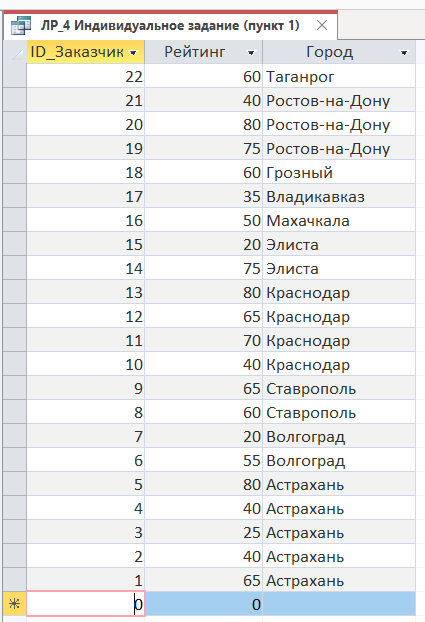 ЛР_4 Индивидуальное задание (пункт 1)
ID_Заказчик Рейтинг Город
22 60 Таганрог
21 40 Ростов-на-Дону
20 80 Ростов-на-Дону
19 75 Ростов-на-Дону
18 60 Грозный
17 35 Владикавказ
16 50 Махачкала
15 20 Элиста
14 75 Элиста
13 80 Краснодар
12 65 Краснодар
11 70 Краснодар
10 40 Краснодар
9 65 Ставрополь
8 60 Ставрополь
7 20 Волгоград
6 55 Волгоград
5 80 Астрахань
4 40 Астрахань
3 25 Астрахань
2 40 Астрахань
1 65 Астрахань
0 0